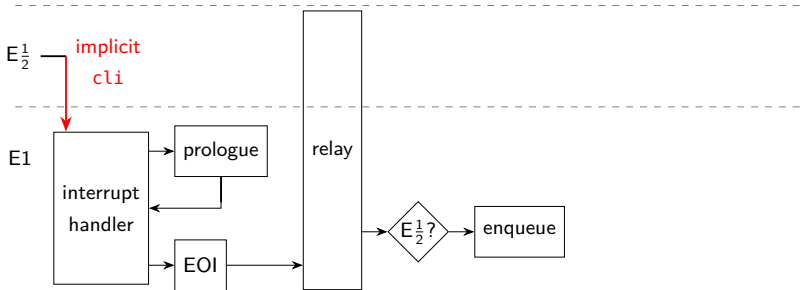 E½
implicit
cli
E1
interrupt
handler
prologue
EOI
relay
E½?
enqueue